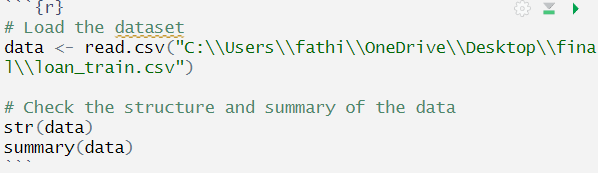 ```{r}
# Load the dataset
data <- read.csv("C:\\Users\\fathi\\OneDrive\\Desktop\\fina
l\\loan_train.csv")

# Check the structure and summary of the data
str(data)
summary(data)
```